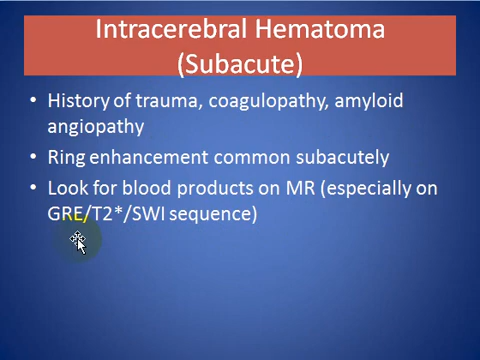 Intracerebral Hematoma
(Subacute)
• History of trauma, coagulopathy, amyloid
angiopathy
• Ring enhancement common subacutely
• Look for blood products on MR (especially on
GRE/T2*/SWI sequence)